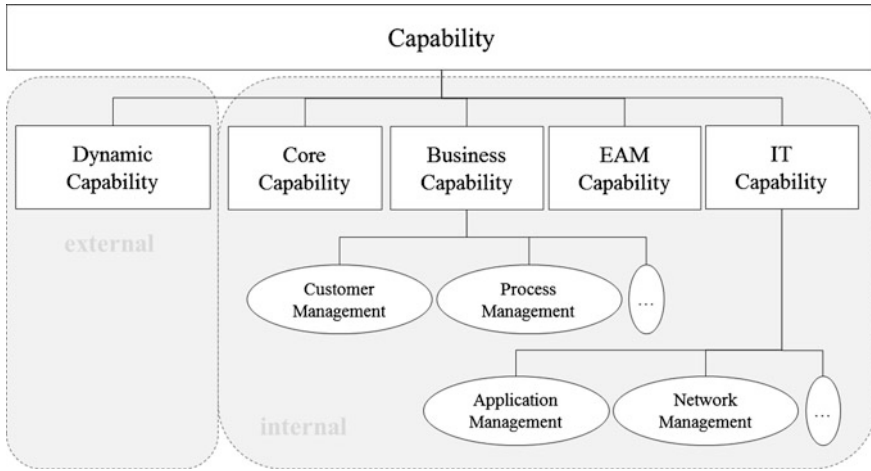 Capability
Dynamic
Capability
Core
Capability
Business
Capability
EAM
Capability
IT
Capability
external
Customer
Management
Process
Management
...
Application
Management
Network
Management
...
internal